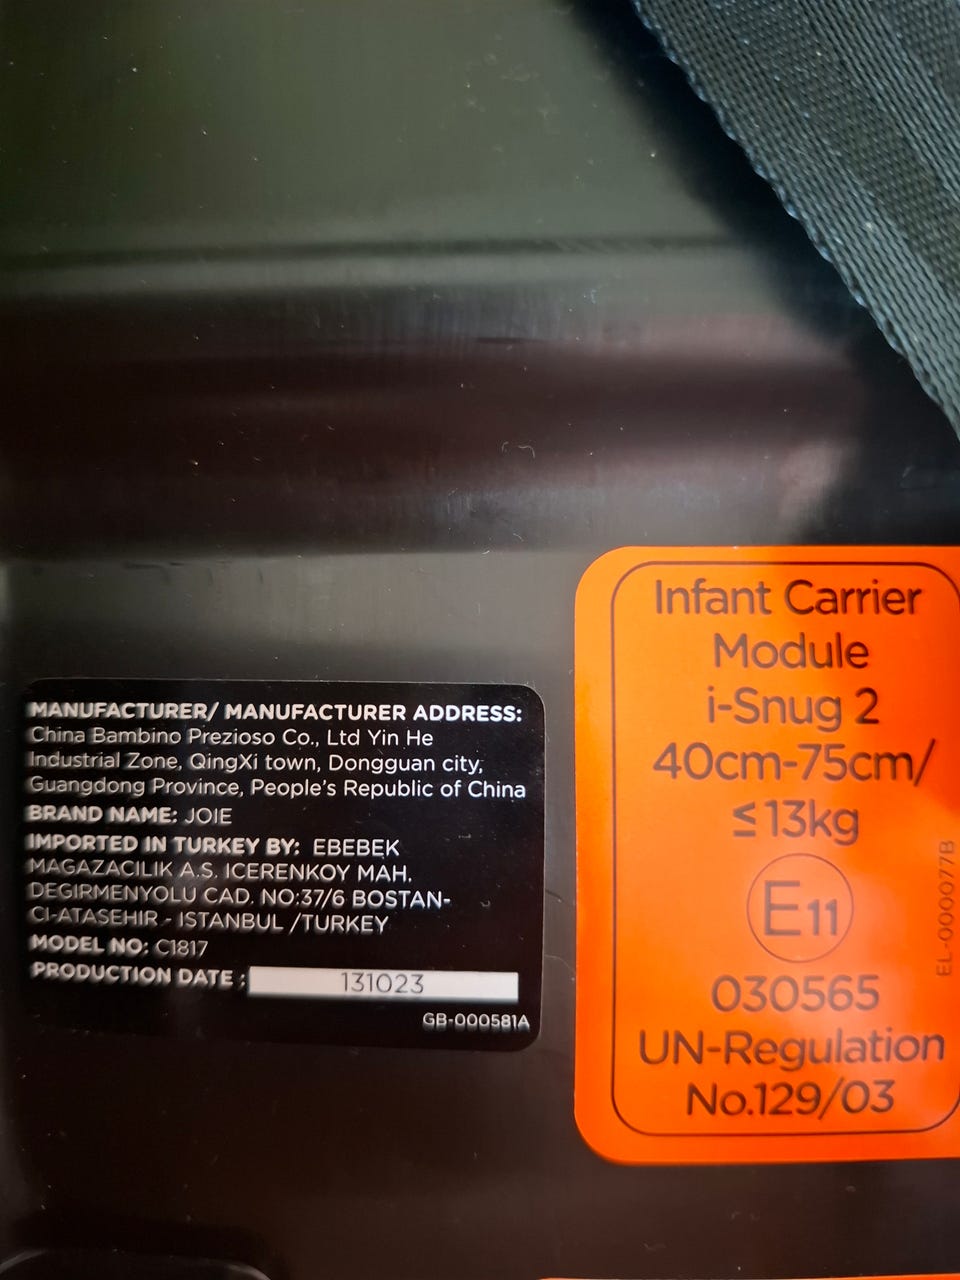 MANUFACTURER/ MANUFACTURER ADDRESS:
China Bambino Prezioso Co., Ltd Yin He
Industrial Zone, QingXi town, Dongguan city,
Guangdong Province, People's Republic of China
BRAND NAME: JOIE
IMPORTED IN TURKEY BY: EBEBEK
MAGAZACILIK A.S. ICERENKOY MAH.
DEGIRMENYOLU CAD. NO:37/6 BOSTAN-
CI-ATASEHIR - ISTANBUL /TURKEY
MODEL NO: C1817
PRODUCTION DATE : 131023
GB-000581A
Infant Carrier
Module
i-Snug 2
40cm-75cm/
≤13kg
E11
030565
UN-Regulation
No.129/03
EL-000077B